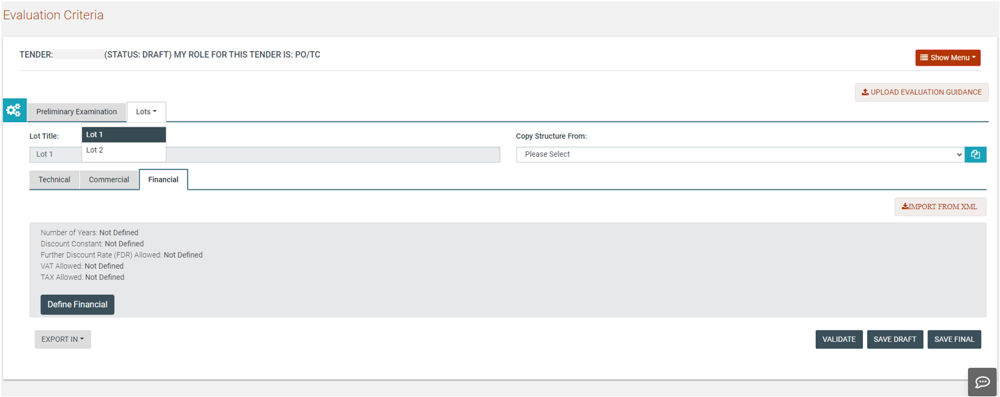 Evaluation Criteria
TENDER: (STATUS: DRAFT) MY ROLE FOR THIS TENDER IS: PO/TC
Show Menu
UPLOAD EVALUATION GUIDANCE
Preliminary Examination Lots
Lot Title: Lot 1 Copy Structure From:
Lot 1 Lot 2 Please Select
Technical Commercial Financial
IMPORT FROM XML
Number of Years: Not Defined
Discount Constant: Not Defined
Further Discount Rate (FDR) Allowed: Not Defined
VAT Allowed: Not Defined
TAX Allowed: Not Defined
Define Financial
EXPORT IN VALIDATE SAVE DRAFT SAVE FINAL